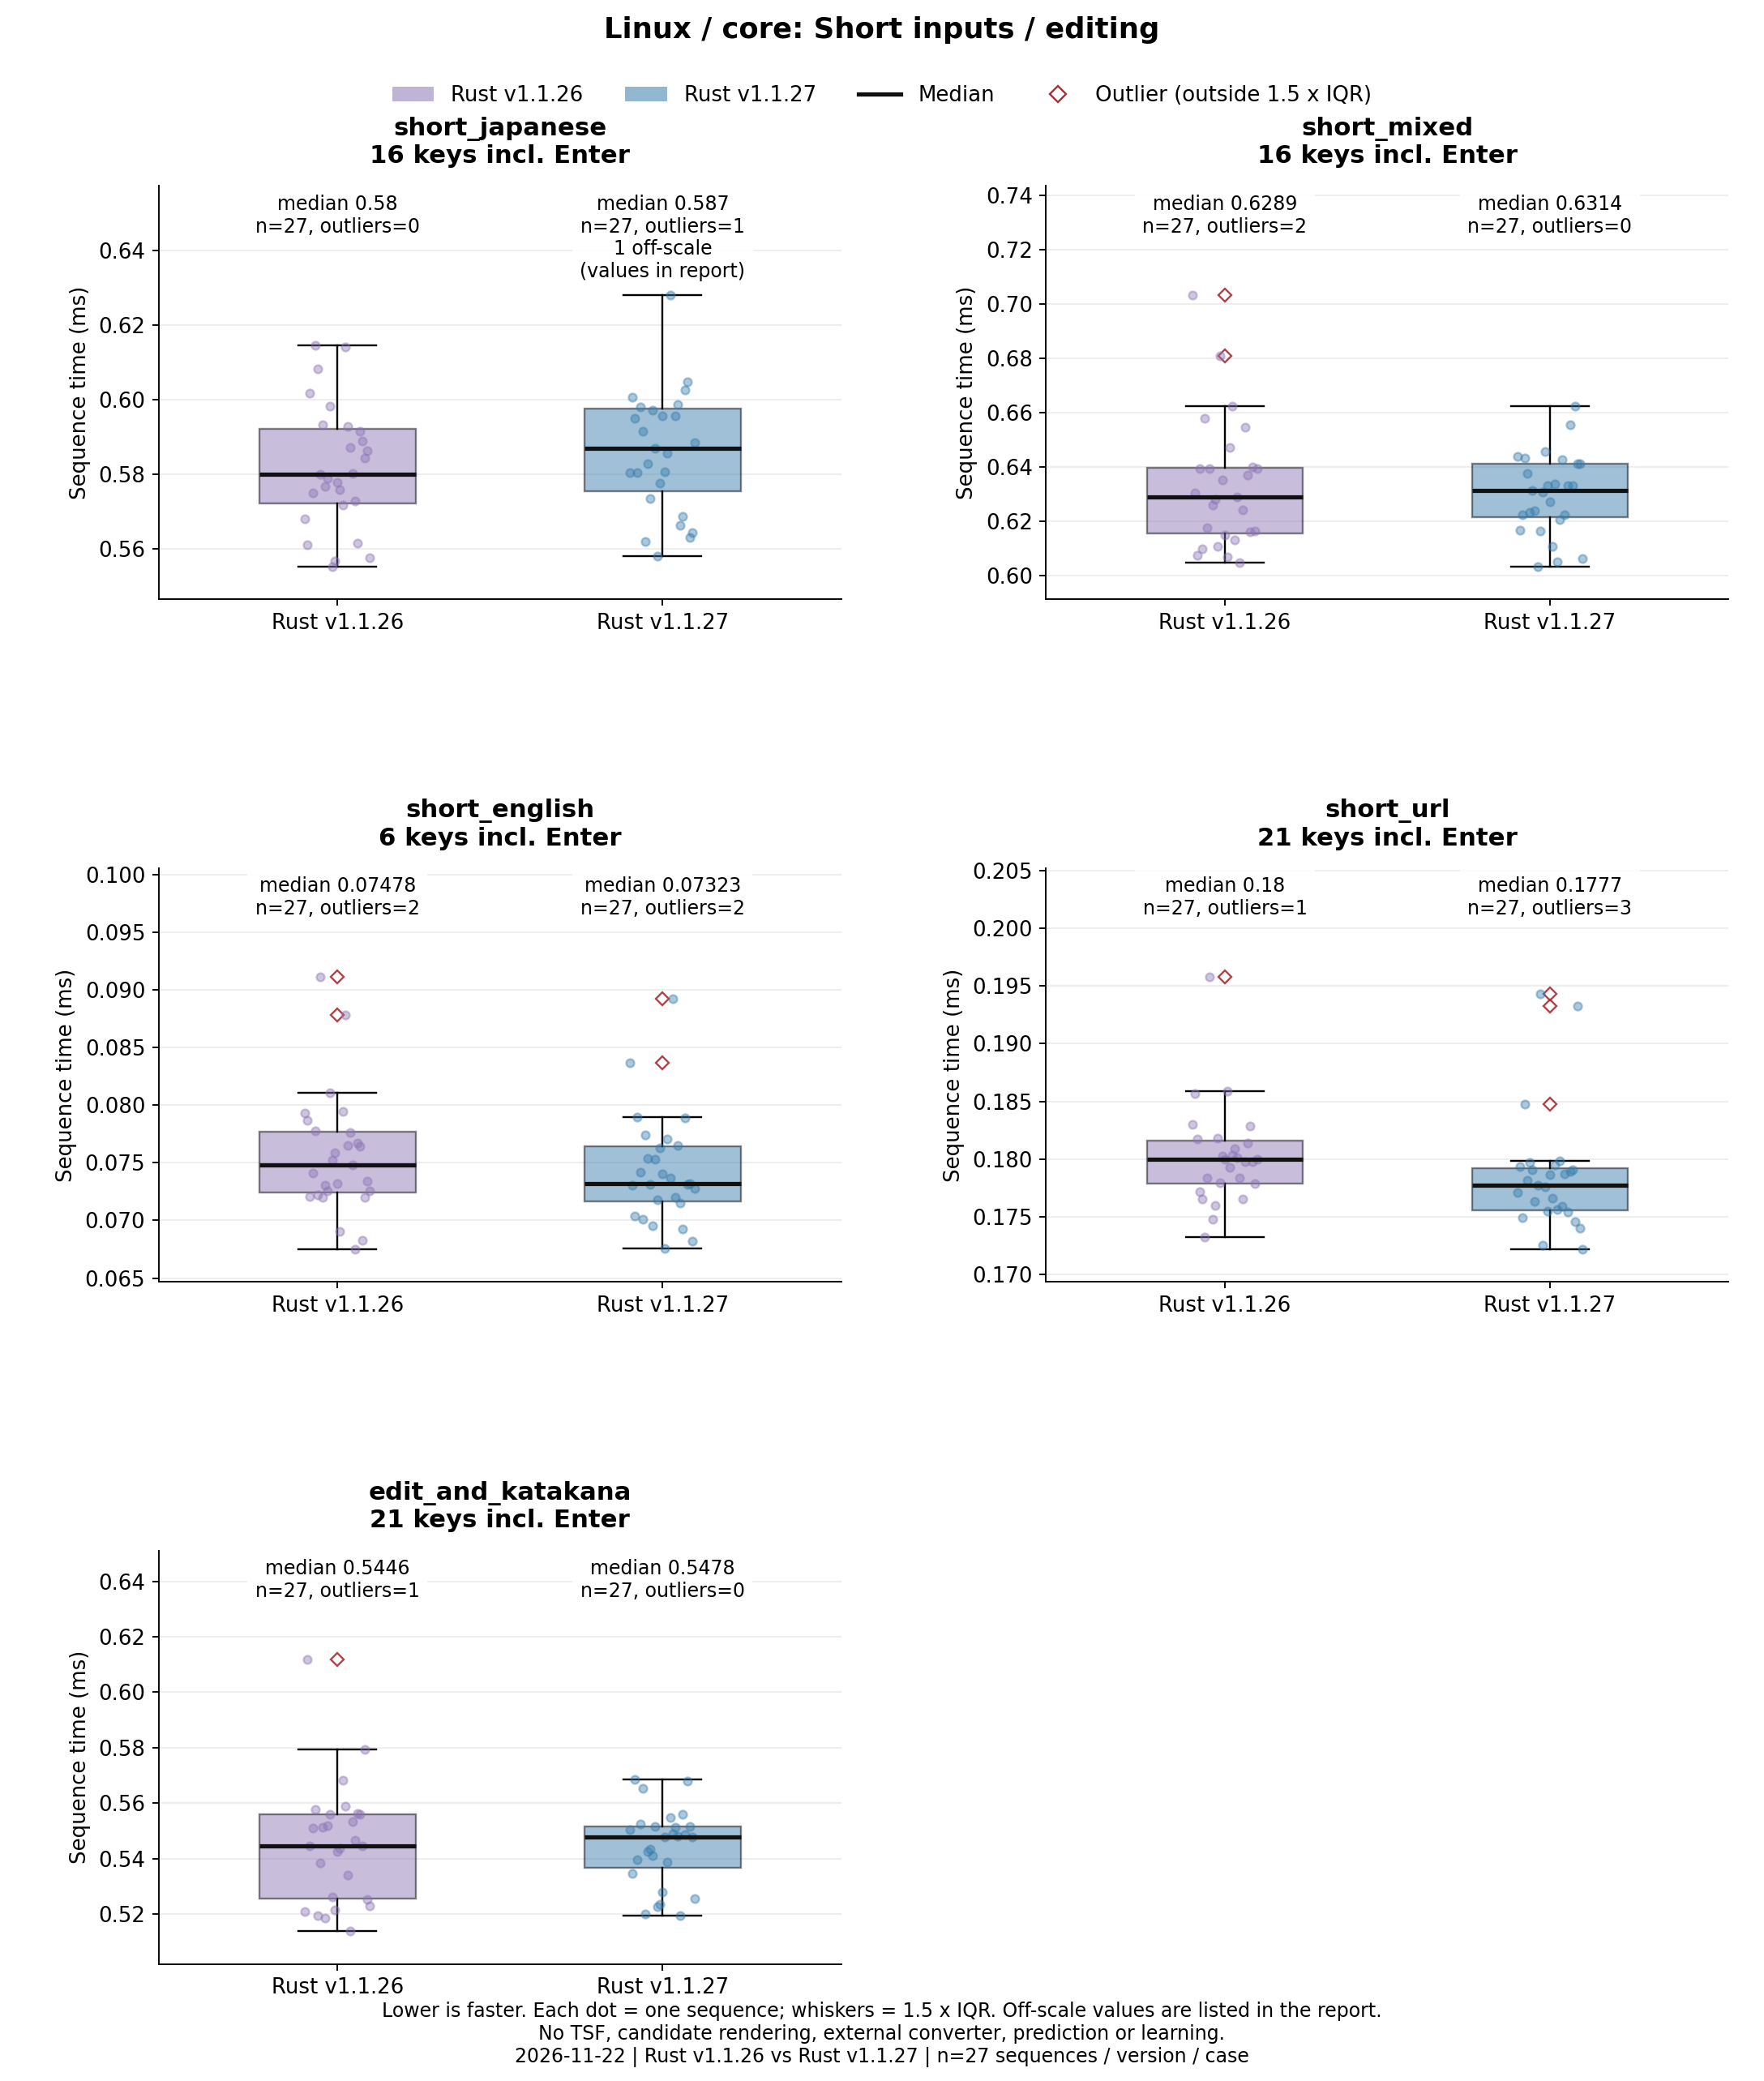 Linux / core: Short inputs / editing
Rust v1.1.26
Rust v1.1.27
Median
Outlier (outside 1.5 x IQR)
short_japanese
16 keys incl. Enter
median 0.58
n=27, outliers=0
median 0.587
n=27, outliers=1
1 off-scale
(values in report)
Sequence time (ms)
0.64
0.62
0.60
0.58
0.56
Rust v1.1.26
Rust v1.1.27
short_mixed
16 keys incl. Enter
median 0.6289
n=27, outliers=2
median 0.6314
n=27, outliers=0
Sequence time (ms)
0.74
0.72
0.70
0.68
0.66
0.64
0.62
0.60
Rust v1.1.26
Rust v1.1.27
short_english
6 keys incl. Enter
median 0.07478
n=27, outliers=2
median 0.07323
n=27, outliers=2
Sequence time (ms)
0.100
0.095
0.090
0.085
0.080
0.075
0.070
0.065
Rust v1.1.26
Rust v1.1.27
short_url
21 keys incl. Enter
median 0.18
n=27, outliers=1
median 0.1777
n=27, outliers=3
Sequence time (ms)
0.205
0.200
0.195
0.190
0.185
0.180
0.175
0.170
Rust v1.1.26
Rust v1.1.27
edit_and_katakana
21 keys incl. Enter
median 0.5446
n=27, outliers=1
median 0.5478
n=27, outliers=0
Sequence time (ms)
0.64
0.62
0.60
0.58
0.56
0.54
0.52
Rust v1.1.26
Rust v1.1.27
Lower is faster. Each dot = one sequence; whiskers = 1.5 x IQR. Off-scale values are listed in the report.
No TSF, candidate rendering, external converter, prediction or learning.
2026-11-22 | Rust v1.1.26 vs Rust v1.1.27 | n=27 sequences / version / case